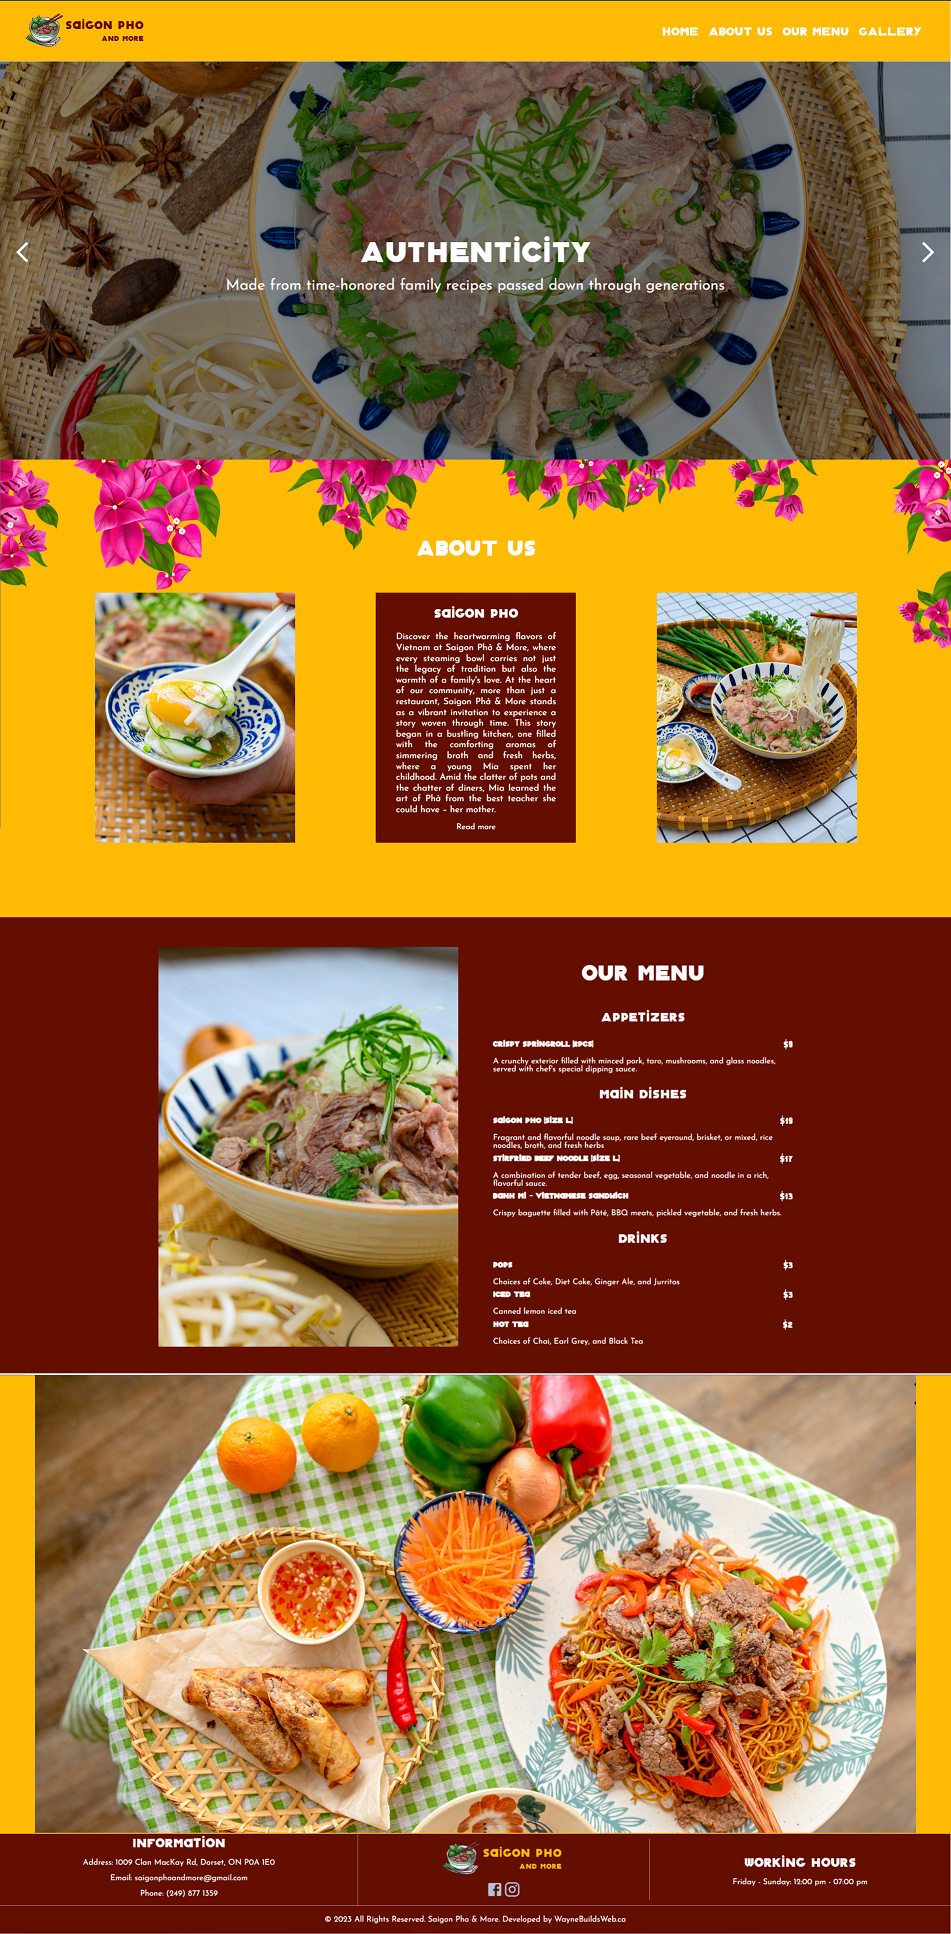 SAIGON PHO
AND MORE
HOME ABOUT US OUR MENU GALLERY
AUTHENTICITY
Made from time-honored family recipes passed down through generations
ABOUT US
SAIGON PHO
Discover the heartwarming flavors of
Vietnam at Saigon Phở & More, where
every steaming bowl carries not just
the legacy of tradition but also the
warmth of a family's love. At the heart
of our community, more than just a
restaurant, Saigon Phở & More stands
as a vibrant invitation to experience a
story woven through time. This story
began in a bustling kitchen, one filled
with the comforting aromas of
simmering broth and fresh herbs,
where a young Mia spent her
childhood. Amid the clatter of pots and
the chatter of diners, Mia learned the
art of Phở from the best teacher she
could have – her mother.
Read more
OUR MENU
APPETIZERS
CRISPY SPRINGROLL (2PCS) $9
A crunchy exterior filled with minced pork, taro, mushrooms, and glass noodles,
served with chef's special dipping sauce.
MAIN DISHES
SAIGON PHO (SIZE L) $19
Fragrant and flavorful noodle soup, rare beef eyeround, brisket, or mixed, rice
noodles, broth, and fresh herbs
STIRFRIED BEEF NOODLE (SIZE L) $17
A combination of tender beef, egg, seasonal vegetable, and noodle in a rich,
flavorful sauce.
BANH MI - VIETNAMESE SANDWICH $13
Crispy baguette filled with Pâté, BBQ meats, pickled vegetable, and fresh herbs.
DRINKS
POPS $3
Choices of Coke, Diet Coke, Ginger Ale, and Jurritos
ICED TEA $3
Canned lemon iced tea
HOT TEA $2
Choices of Chai, Earl Grey, and Black Tea
INFORMATION
Address: 1009 Clan MacKay Rd, Dorset, ON P0A 1E0
Email: saigonphoandmore@gmail.com
Phone: (249) 877 1359
SAIGON PHO
AND MORE
WORKING HOURS
Friday - Sunday: 12:00 pm - 07:00 pm
© 2023 All Rights Reserved. Saigon Pho & More. Developed by WayneBuildsWeb.ca